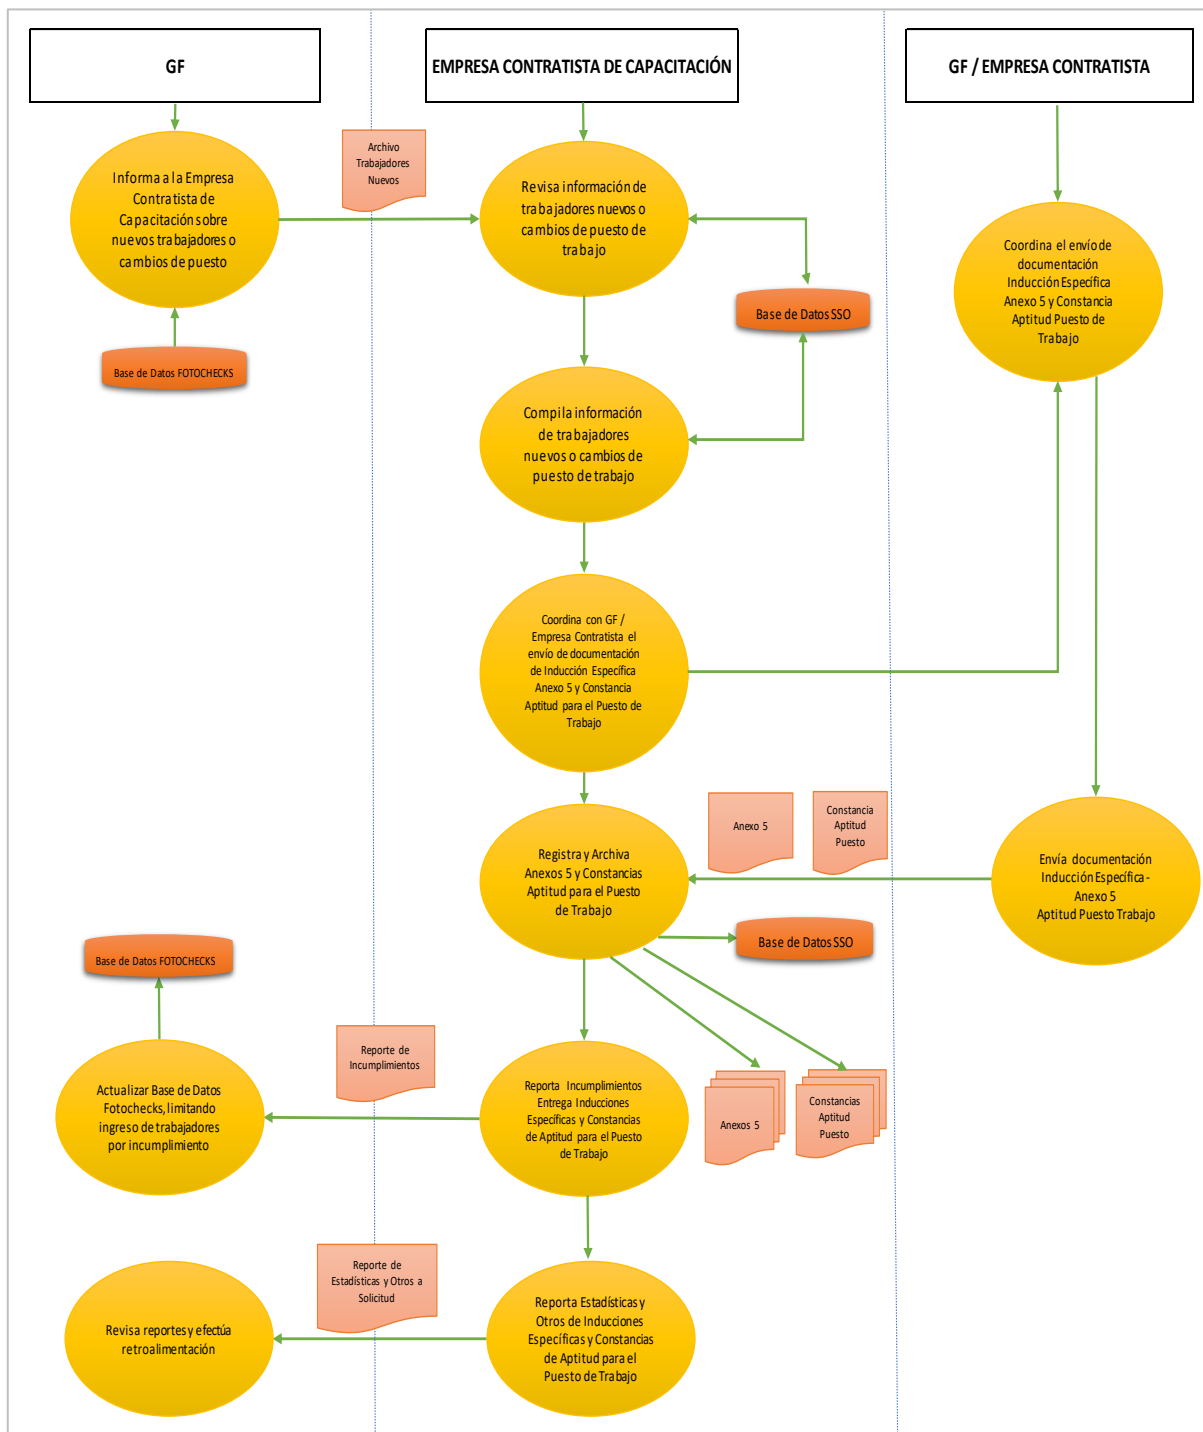 GF
EMPRESA CONTRATISTA DE CAPACITACIÓN
GF / EMPRESA CONTRATISTA
Informa a la Empresa
Contratista de
Capacitación sobre
nuevos trabajadores o
cambios de puesto
Archivo
Trabajadores
Nuevos
Revisa información de
trabajadores nuevos o
cambios de puesto de
trabajo
Coordina el envío de
documentación
Inducción Específica
Anexo 5 y Constancia
Aptitud Puesto de
Trabajo
Base de Datos SSO
Base de Datos FOTOCHECKS
Compila información
de trabajadores
nuevos o cambios de
puesto de trabajo
Coordina con GF /
Empresa Contratista el
envío de documentación
de Inducción Específica
Anexo 5 y Constancia
Aptitud para el Puesto de
Trabajo
Anexo 5
Constancia
Aptitud
Puesto
Registra y Archiva
Anexos 5 y Constancias
Aptitud para el Puesto
de Trabajo
Envía documentación
Inducción Específica -
Anexo 5
Aptitud Puesto Trabajo
Base de Datos SSO
Base de Datos FOTOCHECKS
Reporte de
Incumplimientos
Actualizar Base de Datos
Fotochecks, limitando
ingreso de trabajadores
por incumplimiento
Reporta Incumplimientos
Entrega Inducciones
Específicas y Constancias
de Aptitud para el Puesto
de Trabajo
Anexos 5
Constancias
Aptitud
Puesto
Reporte de
Estadísticas y Otros a
Solicitud
Revisa reportes y efectúa
retroalimentación
Reporta Estadísticas y
Otros de Inducciones
Específicas y Constancias
de Aptitud para el
Puesto de Trabajo